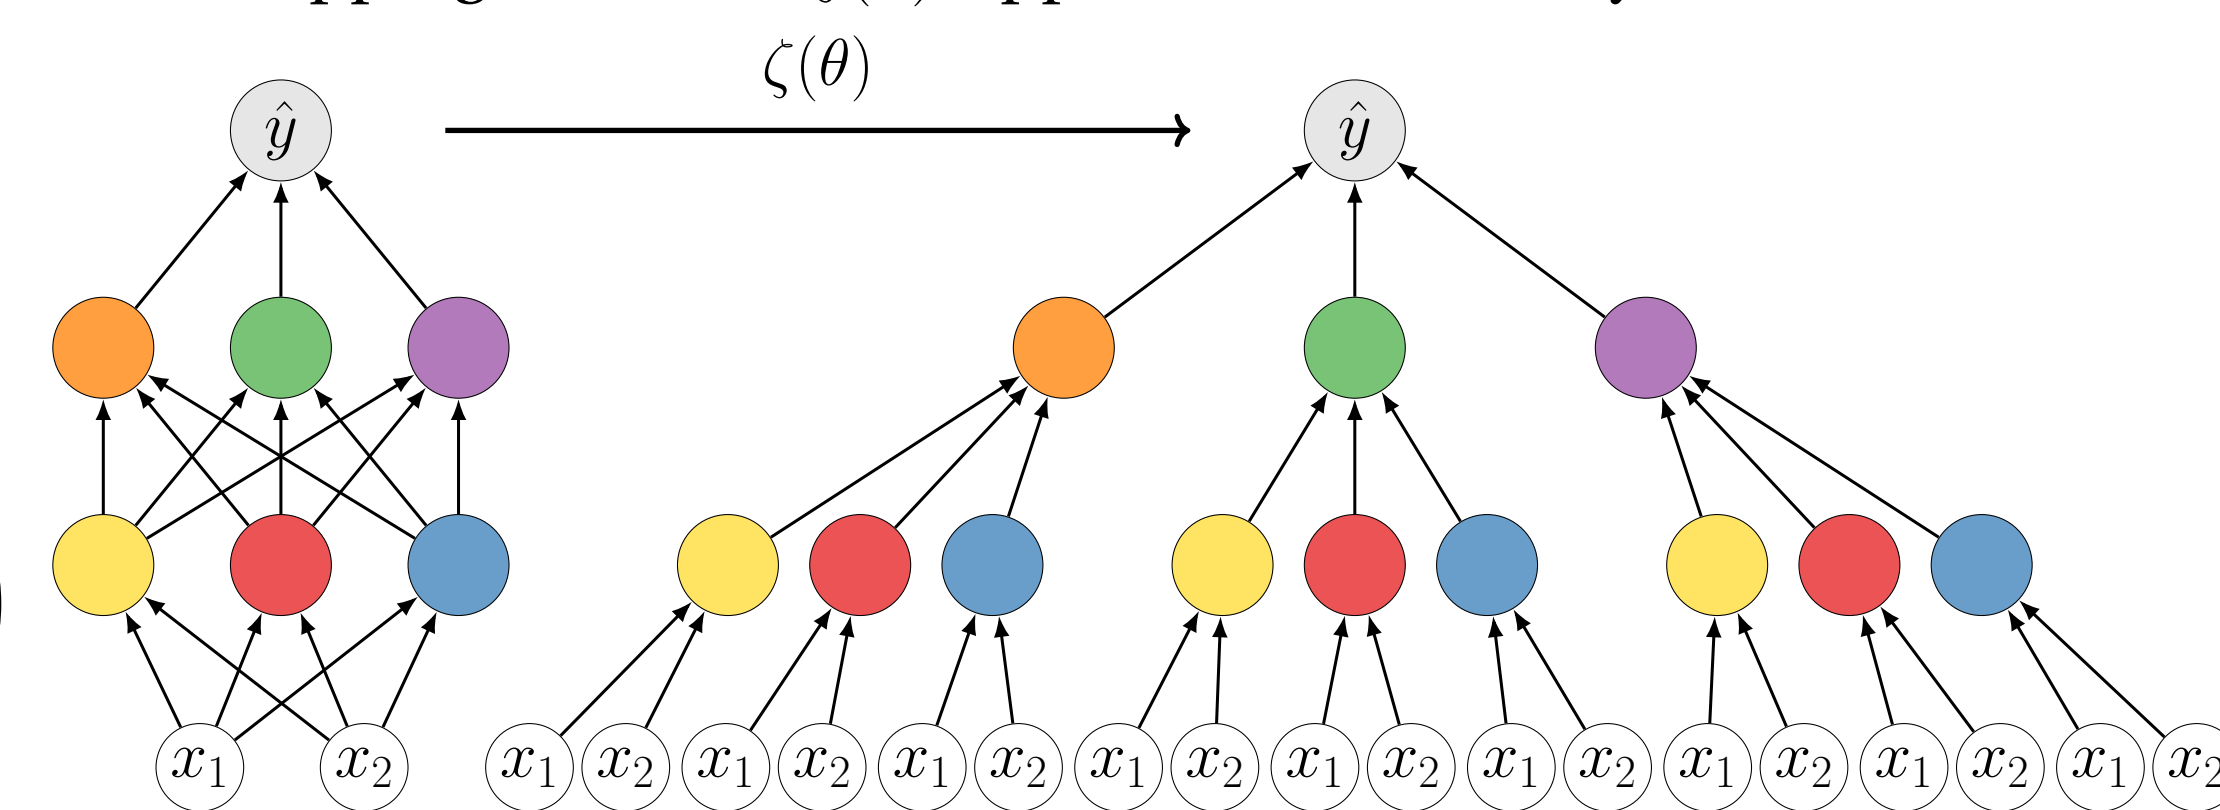 ζ(θ)
ŷ ŷ
x₁ x₂ x₁ x₂ x₁ x₂ x₁ x₂ x₁ x₂ x₁ x₂ x₁ x₂ x₁ x₂ x₁ x₂ x₁ x₂